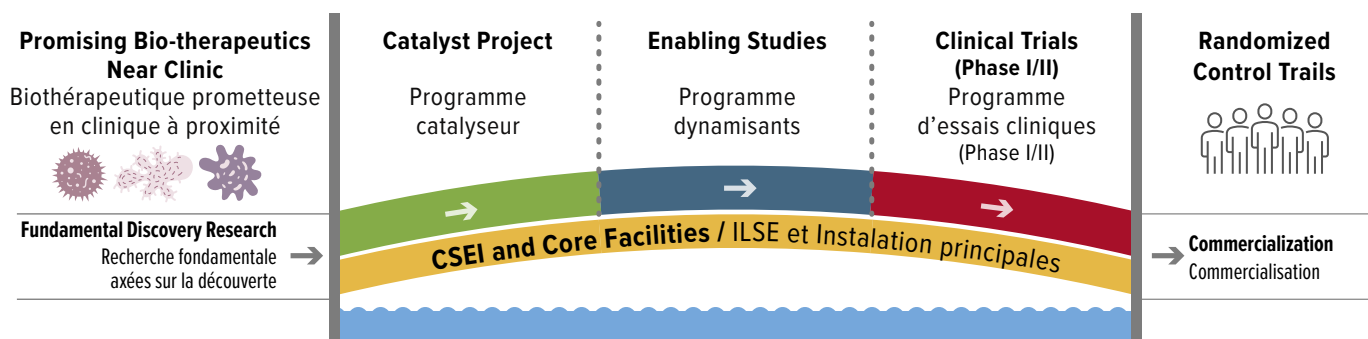 Promising Bio-therapeutics
Near Clinic
Biothérapeutique prometteuse
en clinique à proximité
Fundamental Discovery Research
Recherche fondamentale
axées sur la découverte
Catalyst Project
Programme
catalyseur
Enabling Studies
Programme
dynamisants
Clinical Trials
(Phase I/II)
Programme
d'essais cliniques
(Phase I/II)
CSEI and Core Facilities / ILSE et Instalation principales
Randomized
Control Trails
Commercialization
Commercialisation